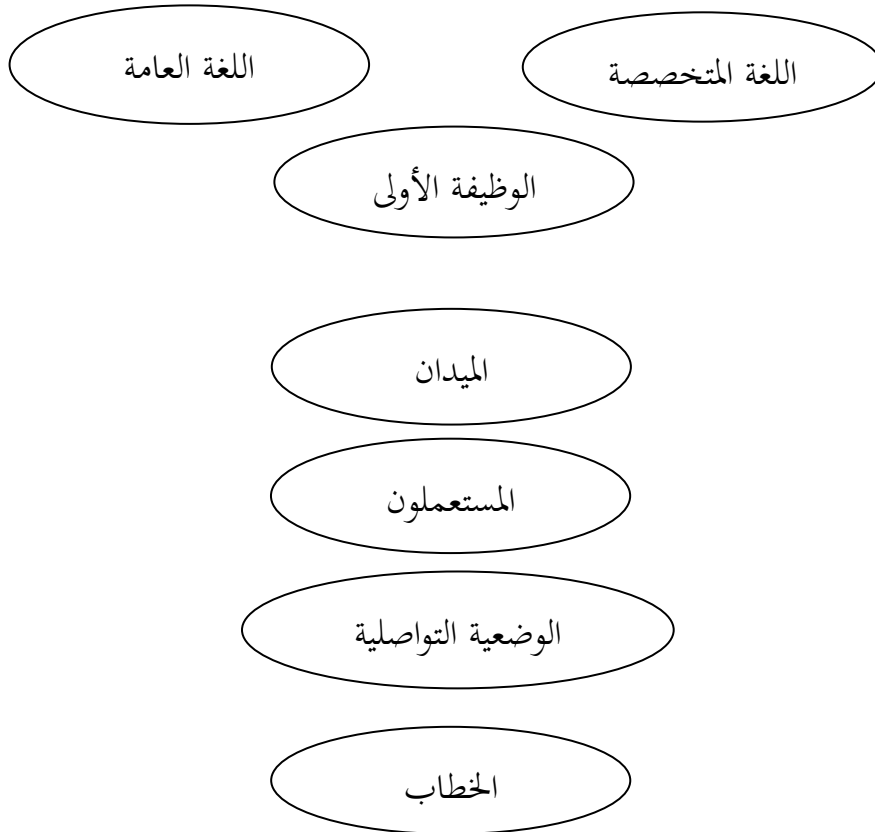 اللغة المتخصصة
اللغة العامة
الوظيفة الأولى
الميدان
المستعملون
الوضعية التواصلية
الخطاب